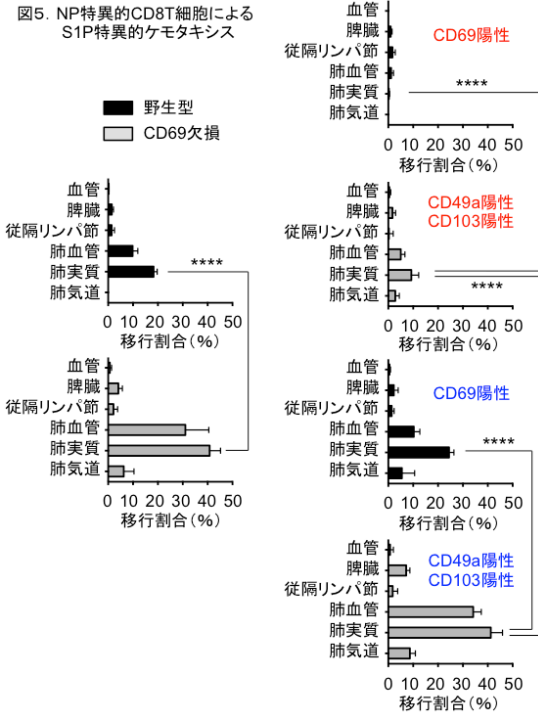 図5. NP特異的CD8T細胞による
S1P特異的ケモタキシス
野生型
CD69欠損
血管
脾臓
従隔リンパ節
肺血管
肺実質
肺気道
****
0 10 20 30 40 50
移行割合(%)
血管
脾臓
従隔リンパ節
肺血管
肺実質
肺気道
0 10 20 30 40 50
移行割合(%)
血管
脾臓
従隔リンパ節
肺血管
肺実質
肺気道
CD69陽性
****
0 10 20 30 40 50
移行割合(%)
血管
脾臓
従隔リンパ節
肺血管
肺実質
肺気道
CD49a陽性
CD103陽性
****
0 10 20 30 40 50
移行割合(%)
血管
脾臓
従隔リンパ節
肺血管
肺実質
肺気道
CD69陽性
****
0 10 20 30 40 50
移行割合(%)
血管
脾臓
従隔リンパ節
肺血管
肺実質
肺気道
CD49a陽性
CD103陽性
0 10 20 30 40 50
移行割合(%)